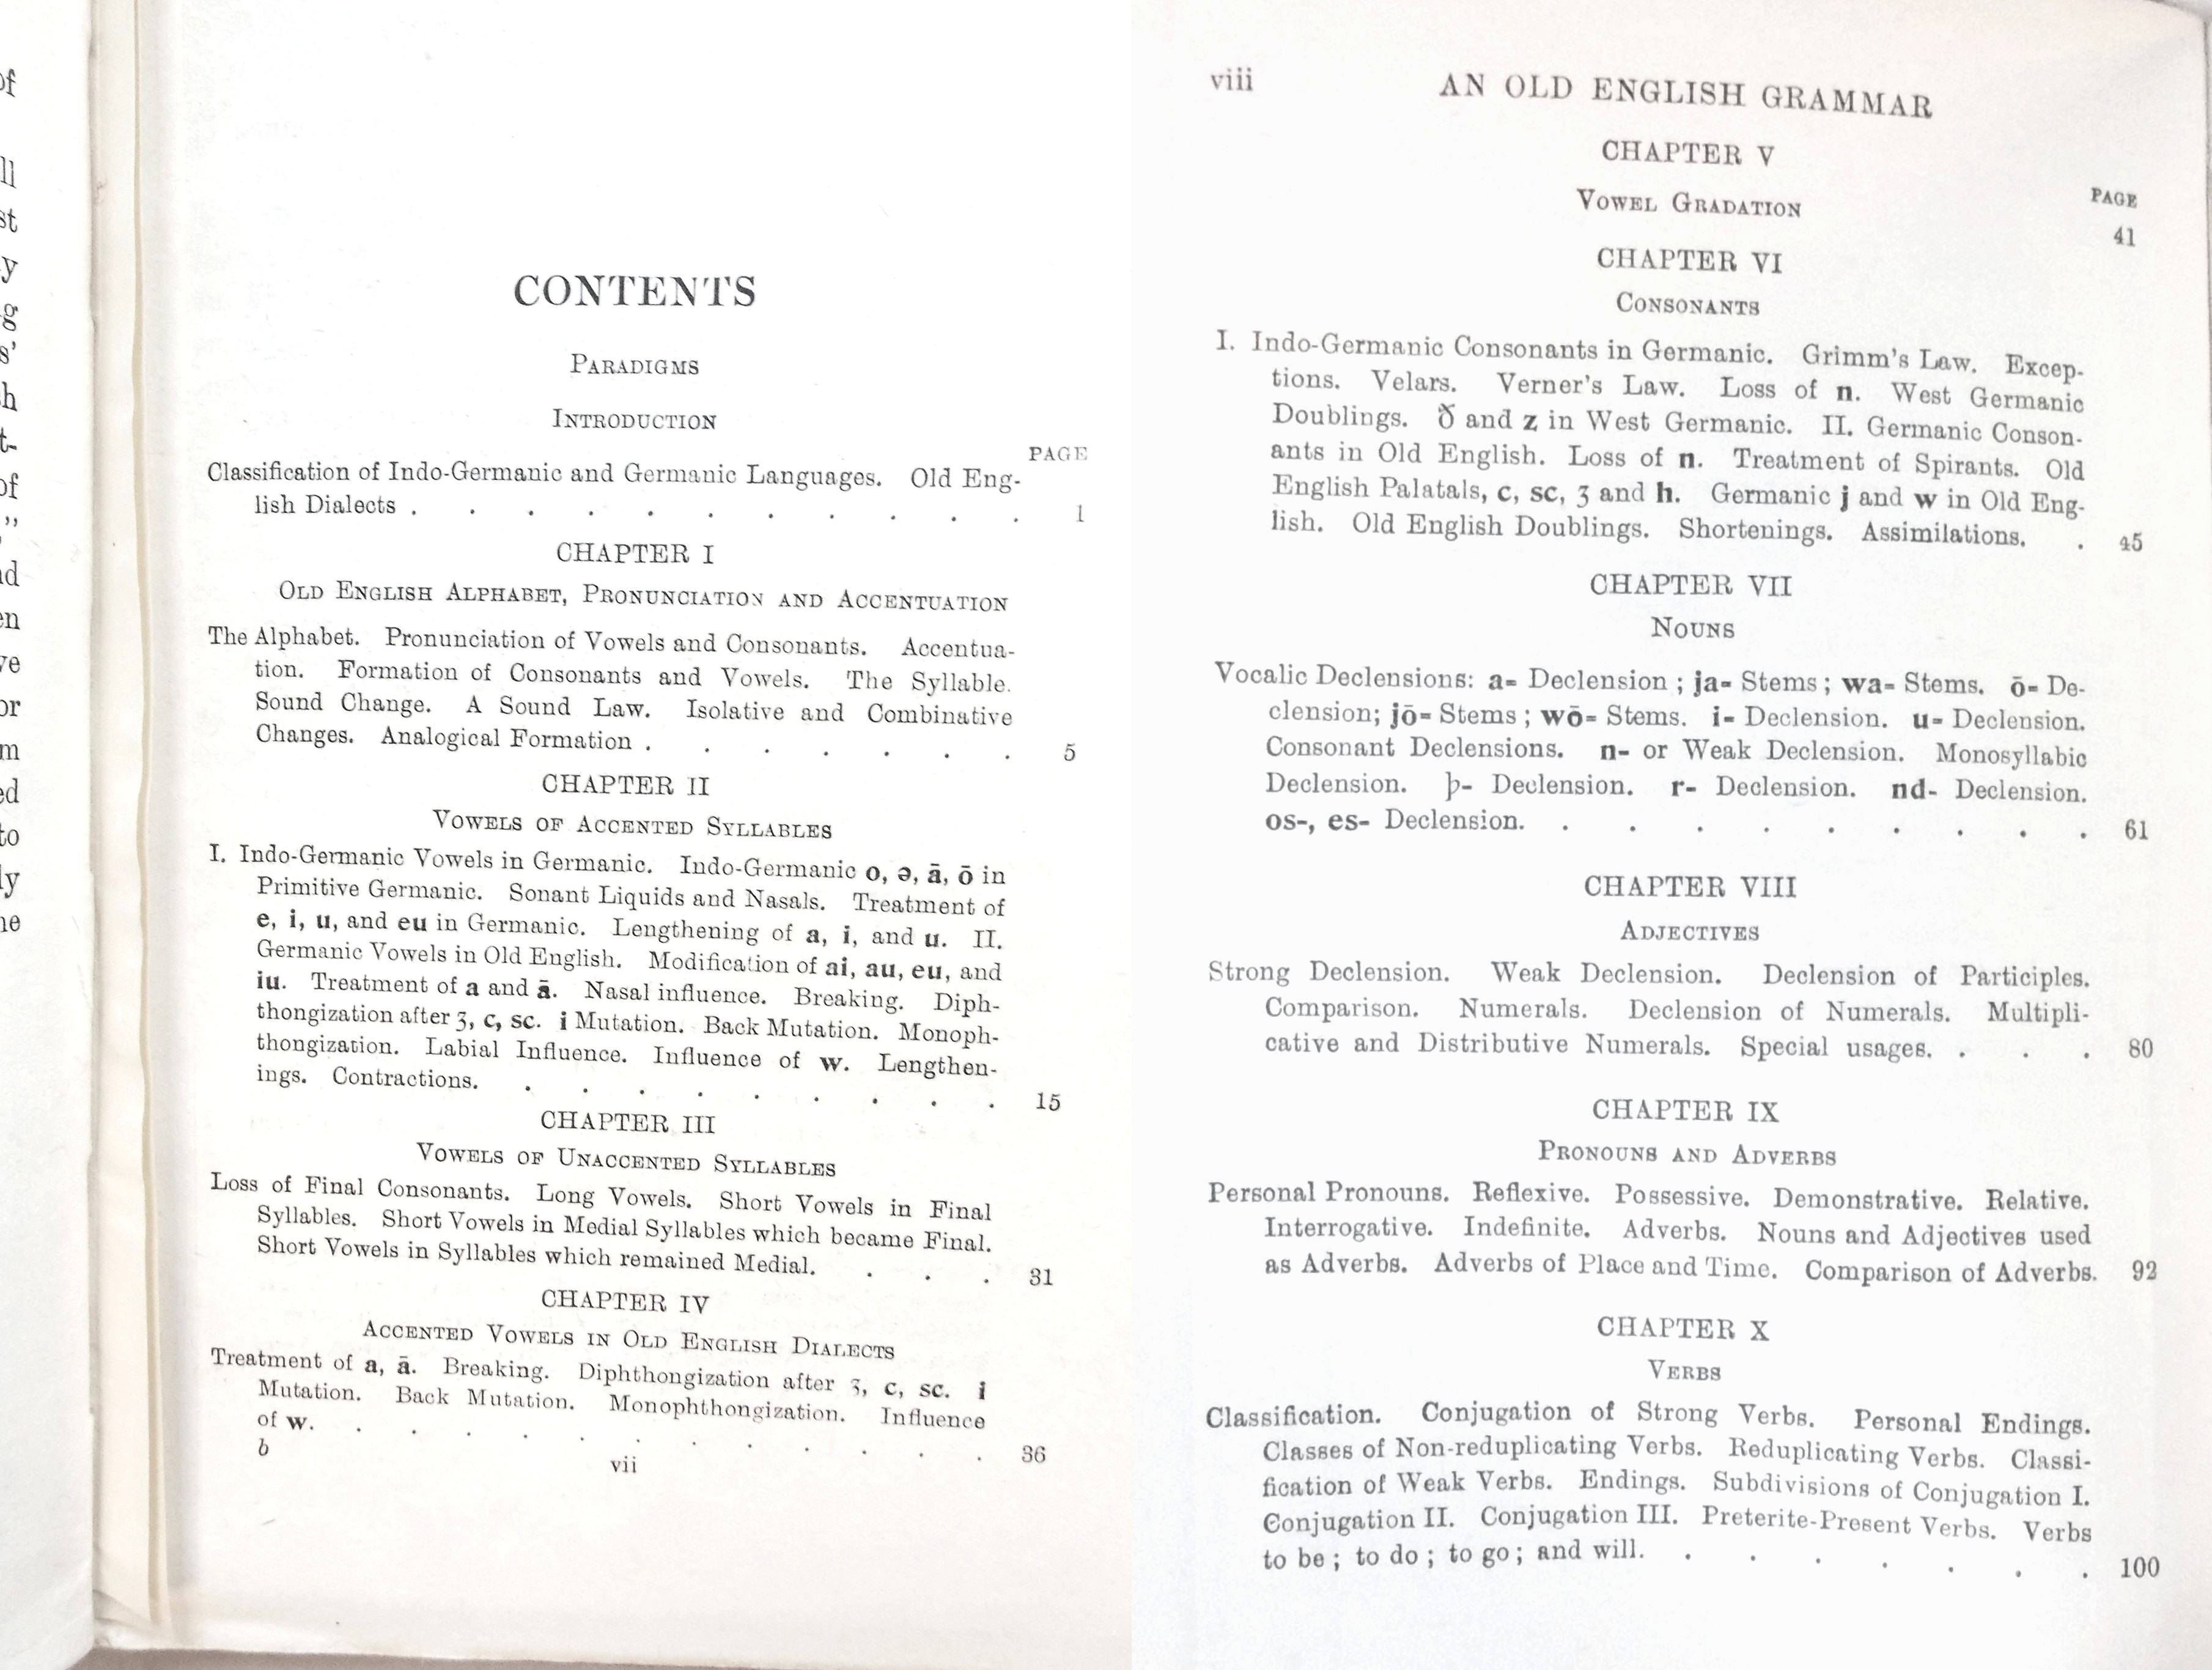 of
ll
st
y
g
s'
h
t-
of
"
d
en
ve
or
m
ed
to
ly
ne
CONTENTS
PARADIGMS
INTRODUCTION
PAGE
Classification of Indo-Germanic and Germanic Languages. Old Eng-
lish Dialects . . . . . . . . . . . 1
CHAPTER I
OLD ENGLISH ALPHABET, PRONUNCIATION AND ACCENTUATION
The Alphabet. Pronunciation of Vowels and Consonants. Accentua-
tion. Formation of Consonants and Vowels. The Syllable.
Sound Change. A Sound Law. Isolative and Combinative
Changes. Analogical Formation . . . . . . . 5
CHAPTER II
VOWELS OF ACCENTED SYLLABLES
I. Indo-Germanic Vowels in Germanic. Indo-Germanic o, ə, ā, ō in
Primitive Germanic. Sonant Liquids and Nasals. Treatment of
e, i, u, and eu in Germanic. Lengthening of a, i, and u. II.
Germanic Vowels in Old English. Modification of ai, au, eu, and
iu. Treatment of a and ā. Nasal influence. Breaking. Diph-
thongization after ʒ, c, sc. i Mutation. Back Mutation. Monoph-
thongization. Labial Influence. Influence of w. Lengthen-
ings. Contractions. . . . . . . . . . 15
CHAPTER III
VOWELS OF UNACCENTED SYLLABLES
Loss of Final Consonants. Long Vowels. Short Vowels in Final
Syllables. Short Vowels in Medial Syllables which became Final.
Short Vowels in Syllables which remained Medial. . . . 31
CHAPTER IV
ACCENTED VOWELS IN OLD ENGLISH DIALECTS
Treatment of a, ā. Breaking. Diphthongization after ʒ, c, sc. i
Mutation. Back Mutation. Monophthongization. Influence
of w. . . . . . . . . . . . . 36
b
vii
viii AN OLD ENGLISH GRAMMAR
CHAPTER V
PAGE
VOWEL GRADATION
41
CHAPTER VI
CONSONANTS
I. Indo-Germanic Consonants in Germanic. Grimm's Law. Excep-
tions. Velars. Verner's Law. Loss of n. West Germanic
Doublings. ð and z in West Germanic. II. Germanic Conson-
ants in Old English. Loss of n. Treatment of Spirants. Old
English Palatals, c, sc, ʒ and h. Germanic j and w in Old Eng-
lish. Old English Doublings. Shortenings. Assimilations. . 45
CHAPTER VII
NOUNS
Vocalic Declensions: a- Declension ; ja- Stems ; wa- Stems. ō- De-
clension; jō- Stems ; wō- Stems. i- Declension. u- Declension.
Consonant Declensions. n- or Weak Declension. Monosyllabic
Declension. þ- Declension. r- Declension. nd- Declension.
os-, es- Declension. . . . . . . . . . 61
CHAPTER VIII
ADJECTIVES
Strong Declension. Weak Declension. Declension of Participles.
Comparison. Numerals. Declension of Numerals. Multipli-
cative and Distributive Numerals. Special usages. . . . 80
CHAPTER IX
PRONOUNS AND ADVERBS
Personal Pronouns. Reflexive. Possessive. Demonstrative. Relative.
Interrogative. Indefinite. Adverbs. Nouns and Adjectives used
as Adverbs. Adverbs of Place and Time. Comparison of Adverbs. 92
CHAPTER X
VERBS
Classification. Conjugation of Strong Verbs. Personal Endings.
Classes of Non-reduplicating Verbs. Reduplicating Verbs. Classi-
fication of Weak Verbs. Endings. Subdivisions of Conjugation I.
Conjugation II. Conjugation III. Preterite-Present Verbs. Verbs
to be ; to do ; to go ; and will. . . . . . . . 100